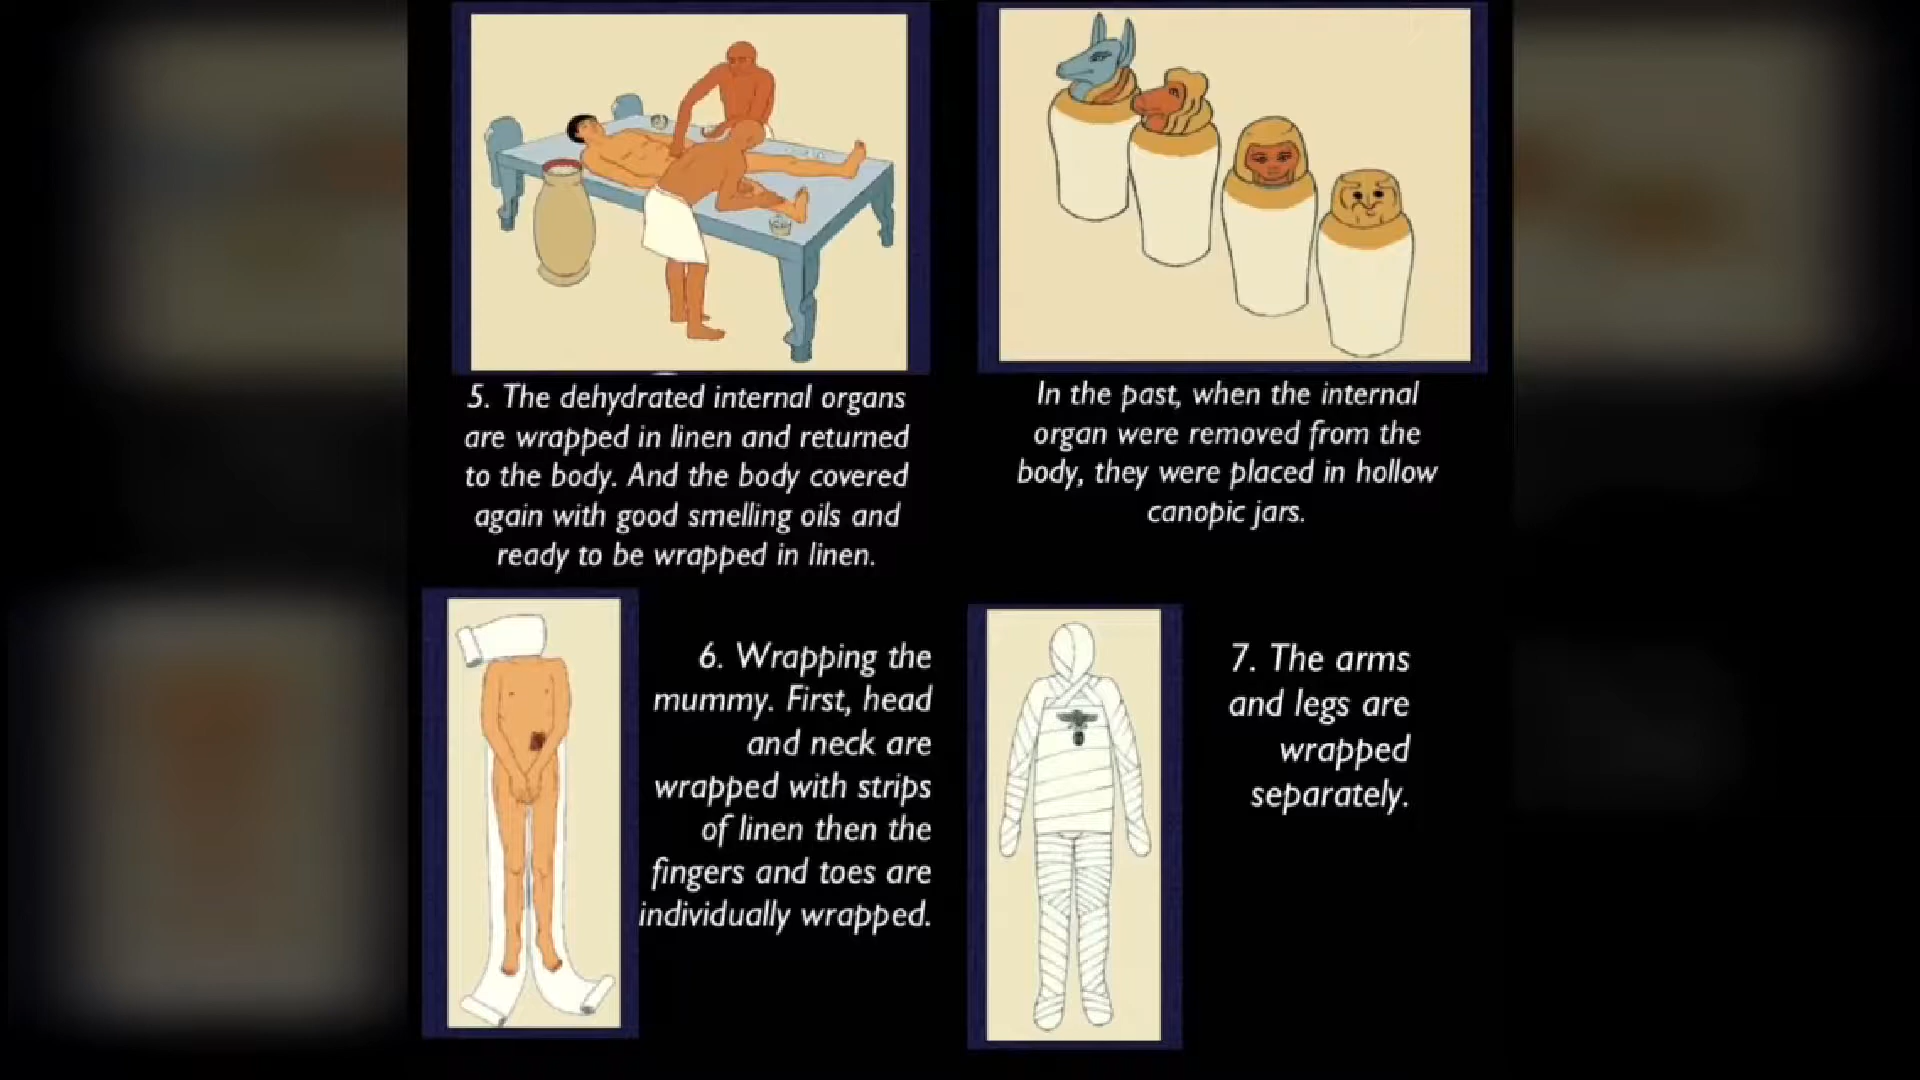 5. The dehydrated internal organs
are wrapped in linen and returned
to the body. And the body covered
again with good smelling oils and
ready to be wrapped in linen.
In the past, when the internal
organ were removed from the
body, they were placed in hollow
canopic jars.
6. Wrapping the
mummy. First, head
and neck are
wrapped with strips
of linen then the
fingers and toes are
individually wrapped.
7. The arms
and legs are
wrapped
separately.